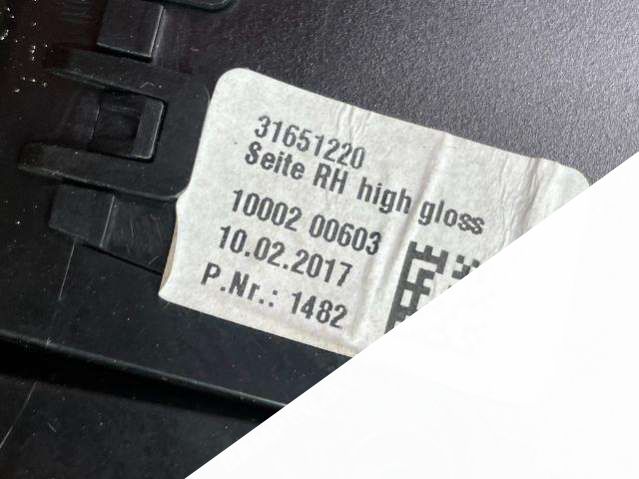 31651220
Seite RH high gloss
10002 00603
10.02.2017
P.Nr.: 1482